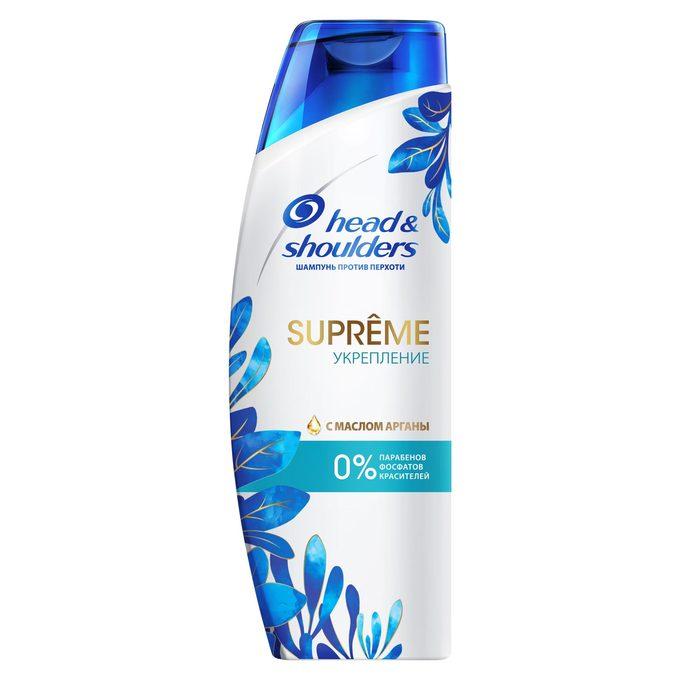 head &
shoulders
ШАМПУНЬ ПРОТИВ ПЕРХОТИ
SUPRÊME
УКРЕПЛЕНИЕ
С МАСЛОМ АРГАНЫ
0% ПАРАБЕНОВ
ФОСФАТОВ
КРАСИТЕЛЕЙ